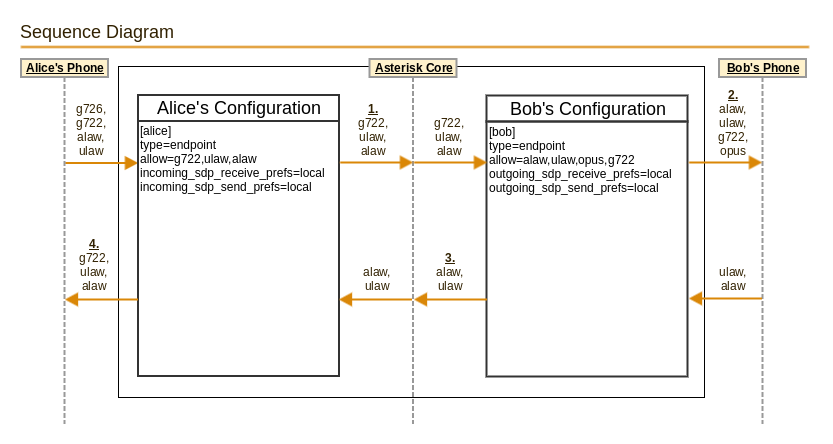 Sequence Diagram
Alice's Phone
Asterisk Core
Bob's Phone
g726,
g722,
alaw,
ulaw
Alice's Configuration
[alice]
type=endpoint
allow=g722,ulaw,alaw
incoming_sdp_receive_prefs=local
incoming_sdp_send_prefs=local
1.
g722,
ulaw,
alaw
g722,
ulaw,
alaw
Bob's Configuration
[bob]
type=endpoint
allow=alaw,ulaw,opus,g722
outgoing_sdp_receive_prefs=local
outgoing_sdp_send_prefs=local
2.
alaw,
ulaw,
g722,
opus
4.
g722,
ulaw,
alaw
alaw,
ulaw
3.
alaw,
ulaw
ulaw,
alaw